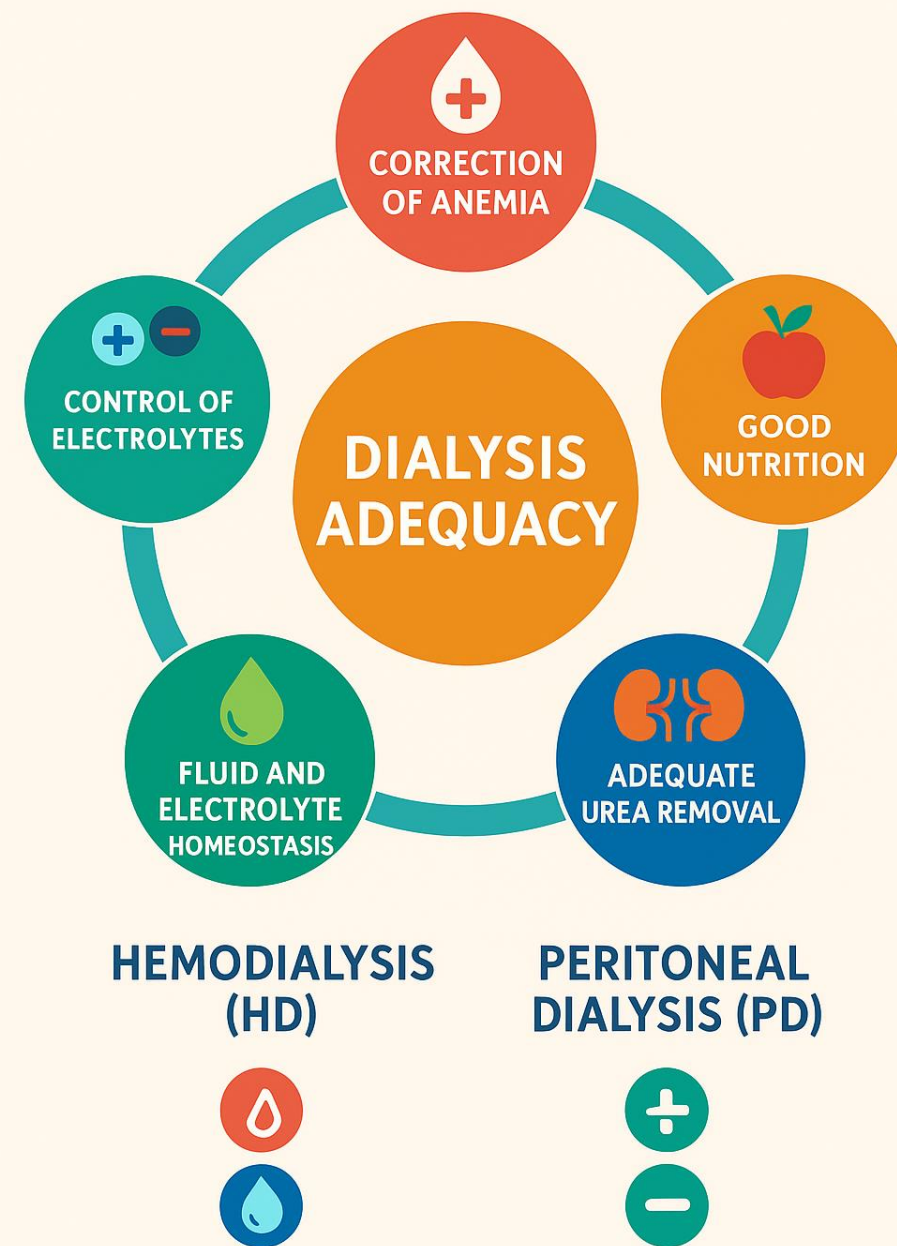 CORRECTION
OF ANEMIA
CONTROL OF
ELECTROLYTES
GOOD
NUTRITION
DIALYSIS
ADEQUACY
FLUID AND
ELECTROLYTE
HOMEOSTASIS
ADEQUATE
UREA REMOVAL
HEMODIALYSIS
(HD)
PERITONEAL
DIALYSIS (PD)